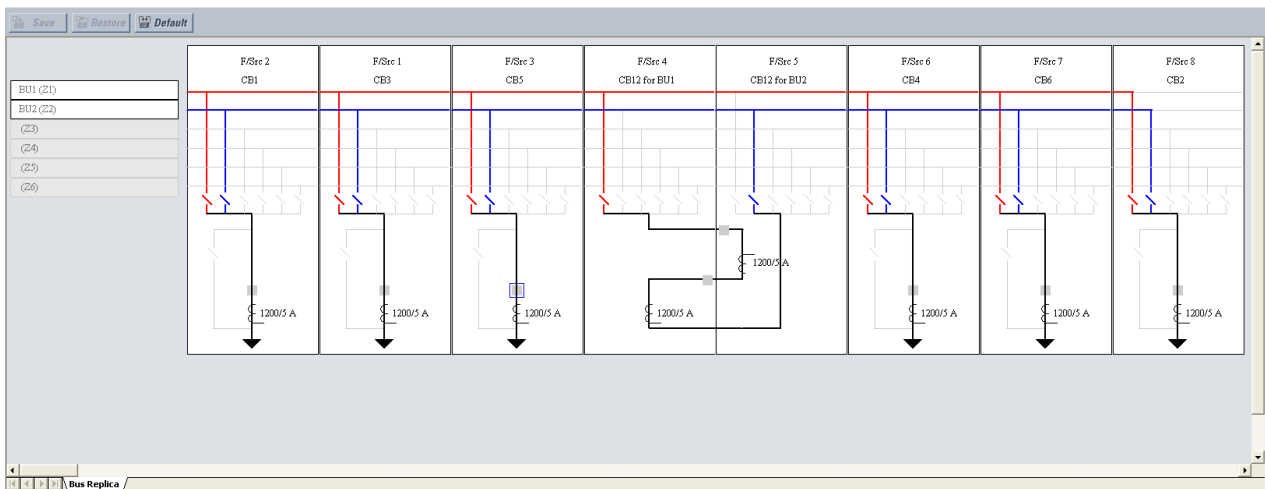 Save Restore Default
F/Src 2 F/Src 1 F/Src 3 F/Src 4 F/Src 5 F/Src 6 F/Src 7 F/Src 8
CB1 CB3 CB5 CB12 for BU1 CB12 for BU2 CB4 CB6 CB2
BU1 (Z1)
BU2 (Z2)
(Z3)
(Z4)
(Z5)
(Z6)
1200/5 A
1200/5 A 1200/5 A 1200/5 A 1200/5 A 1200/5 A 1200/5 A 1200/5 A
Bus Replica